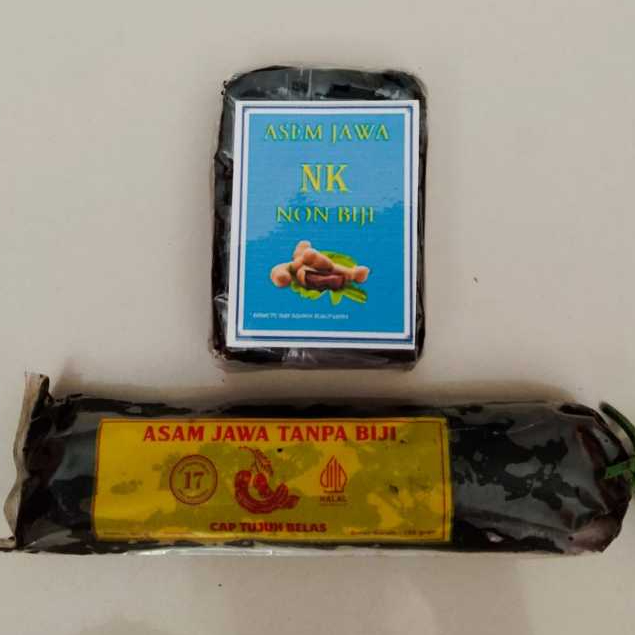 ASEM JAWA
NK
NON BIJI
ASAM JAWA TANPA BIJI
17
HALAL
CAP TUJUH BELAS